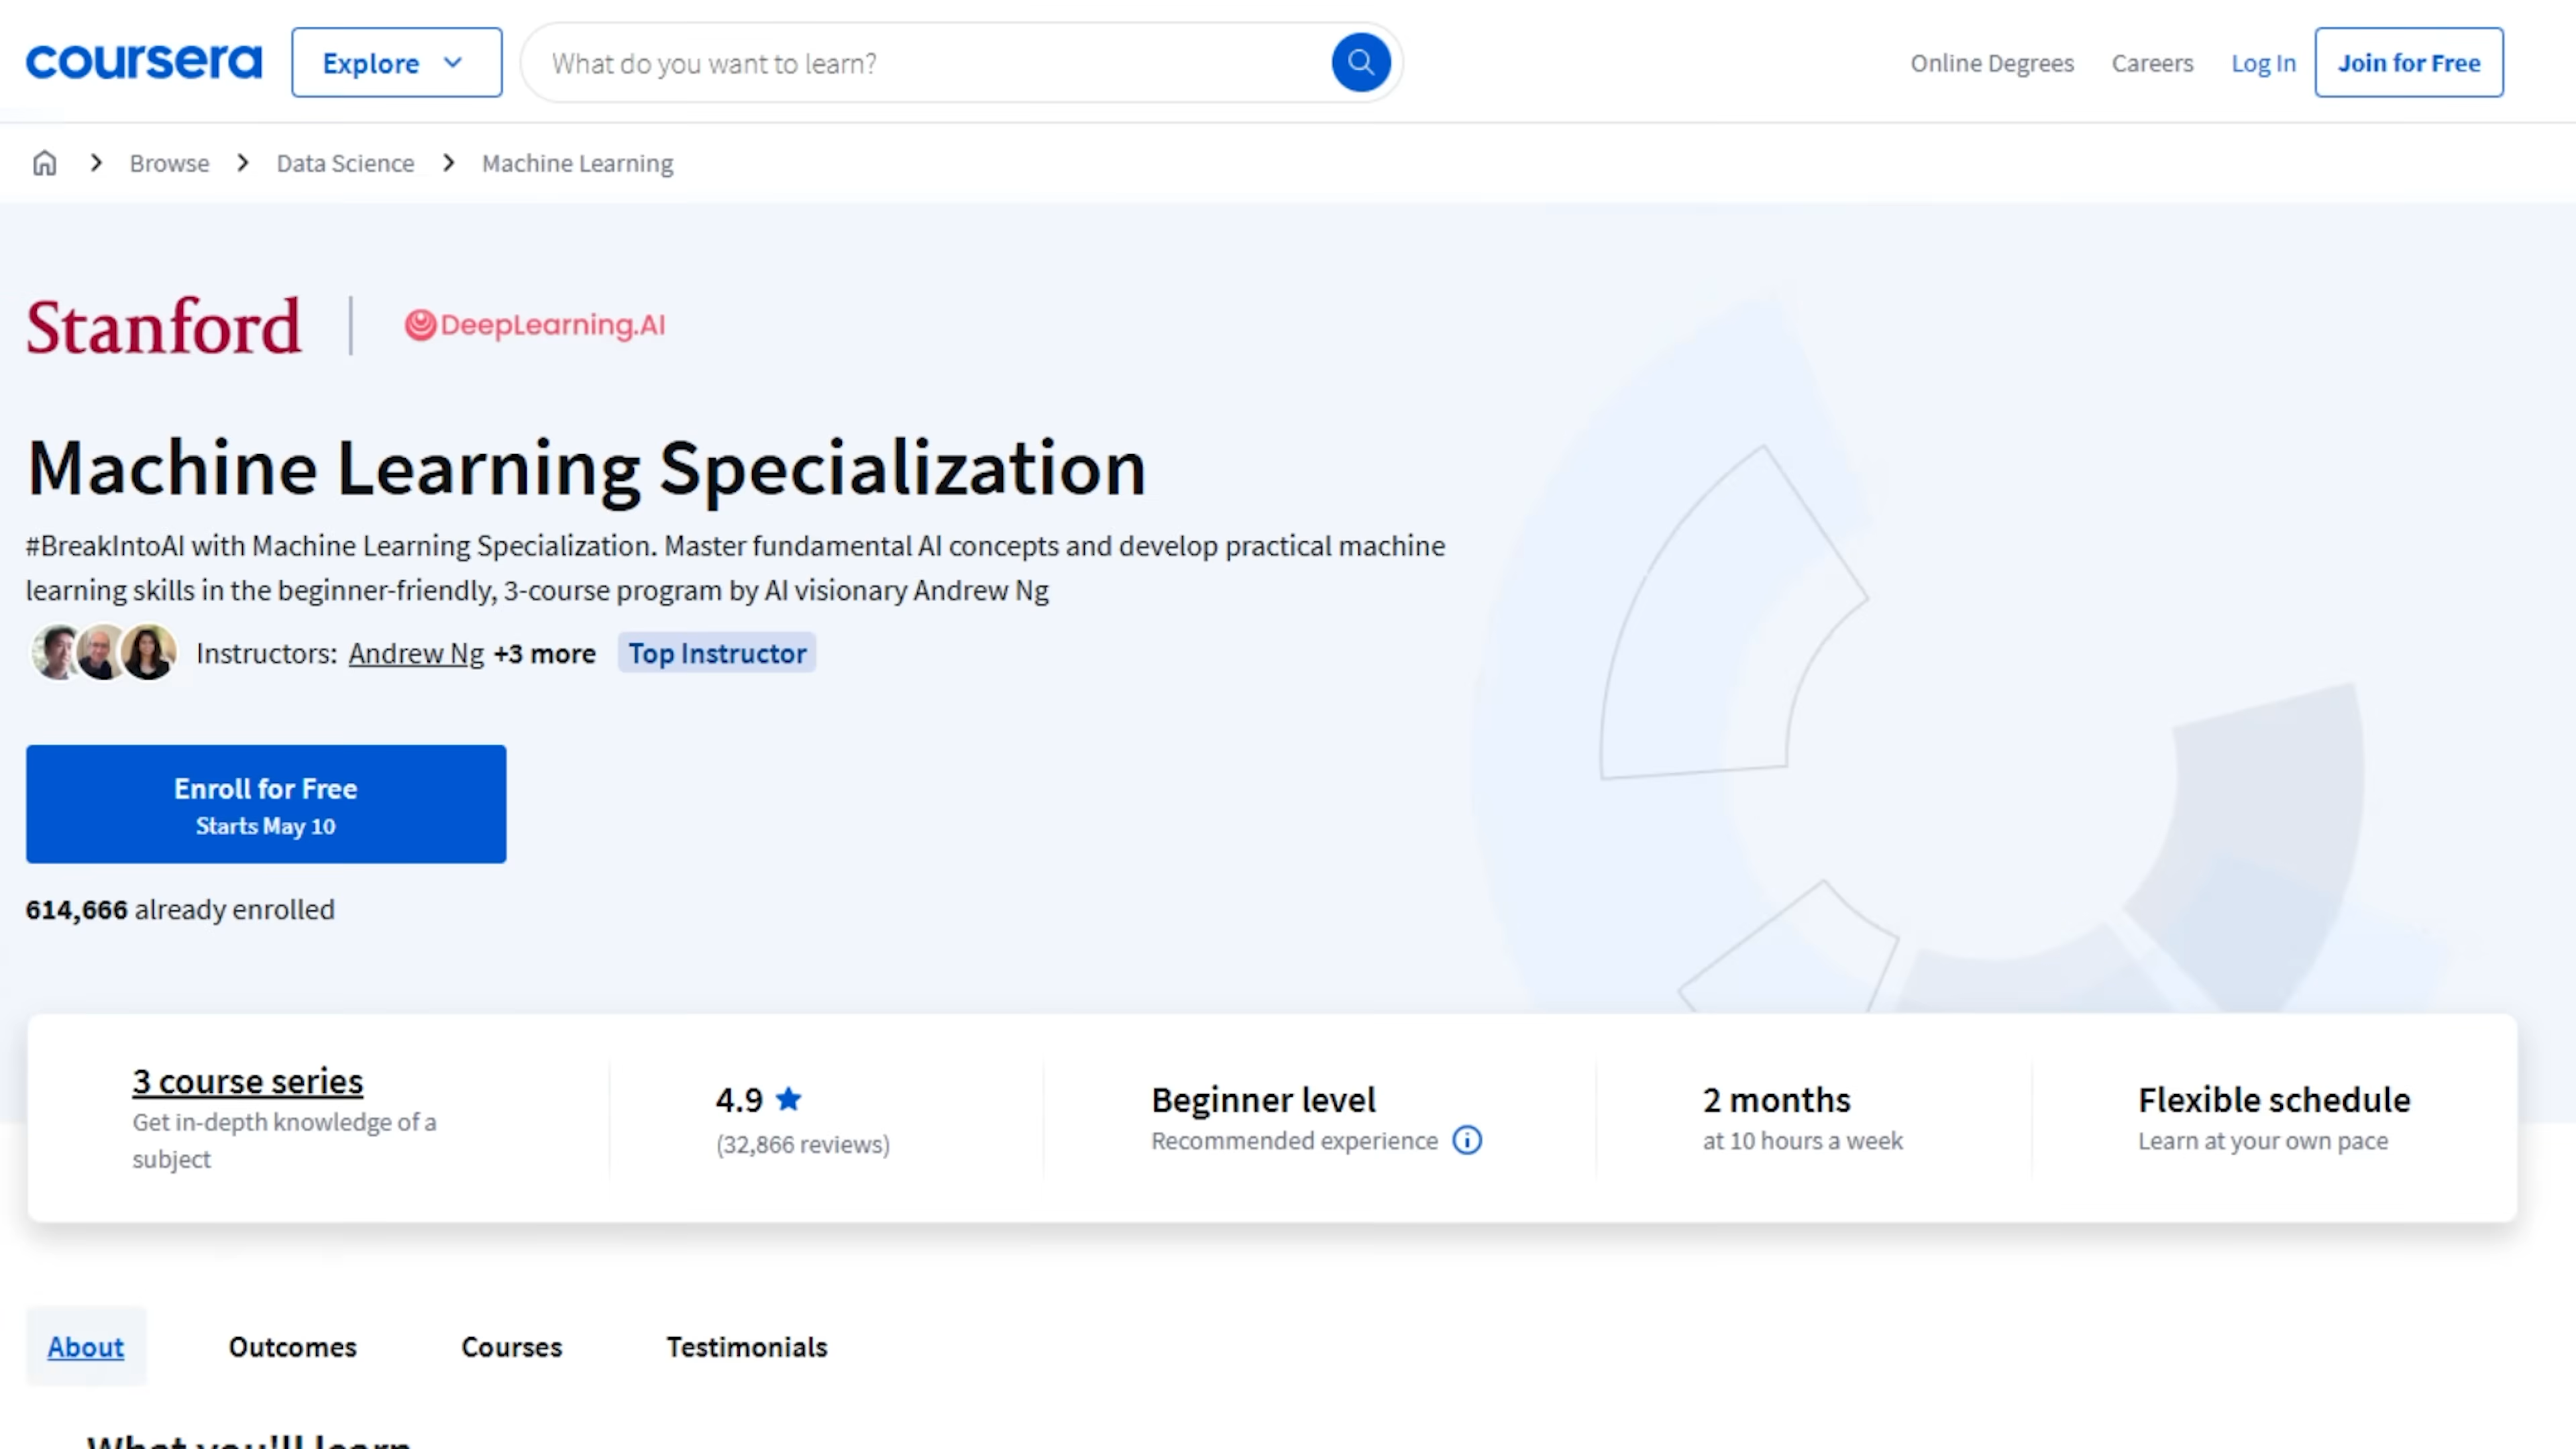 coursera
Explore
What do you want to learn?
Online Degrees
Careers
Log In
Join for Free
Browse
Data Science
Machine Learning
Stanford
DeepLearning.AI
Machine Learning Specialization
#BreakIntoAI with Machine Learning Specialization. Master fundamental AI concepts and develop practical machine
learning skills in the beginner-friendly, 3-course program by AI visionary Andrew Ng
Instructors: Andrew Ng +3 more
Top Instructor
Enroll for Free
Starts May 10
614,666 already enrolled
3 course series
Get in-depth knowledge of a
subject
4.9
(32,866 reviews)
Beginner level
Recommended experience
2 months
at 10 hours a week
Flexible schedule
Learn at your own pace
About
Outcomes
Courses
Testimonials
What you'll learn